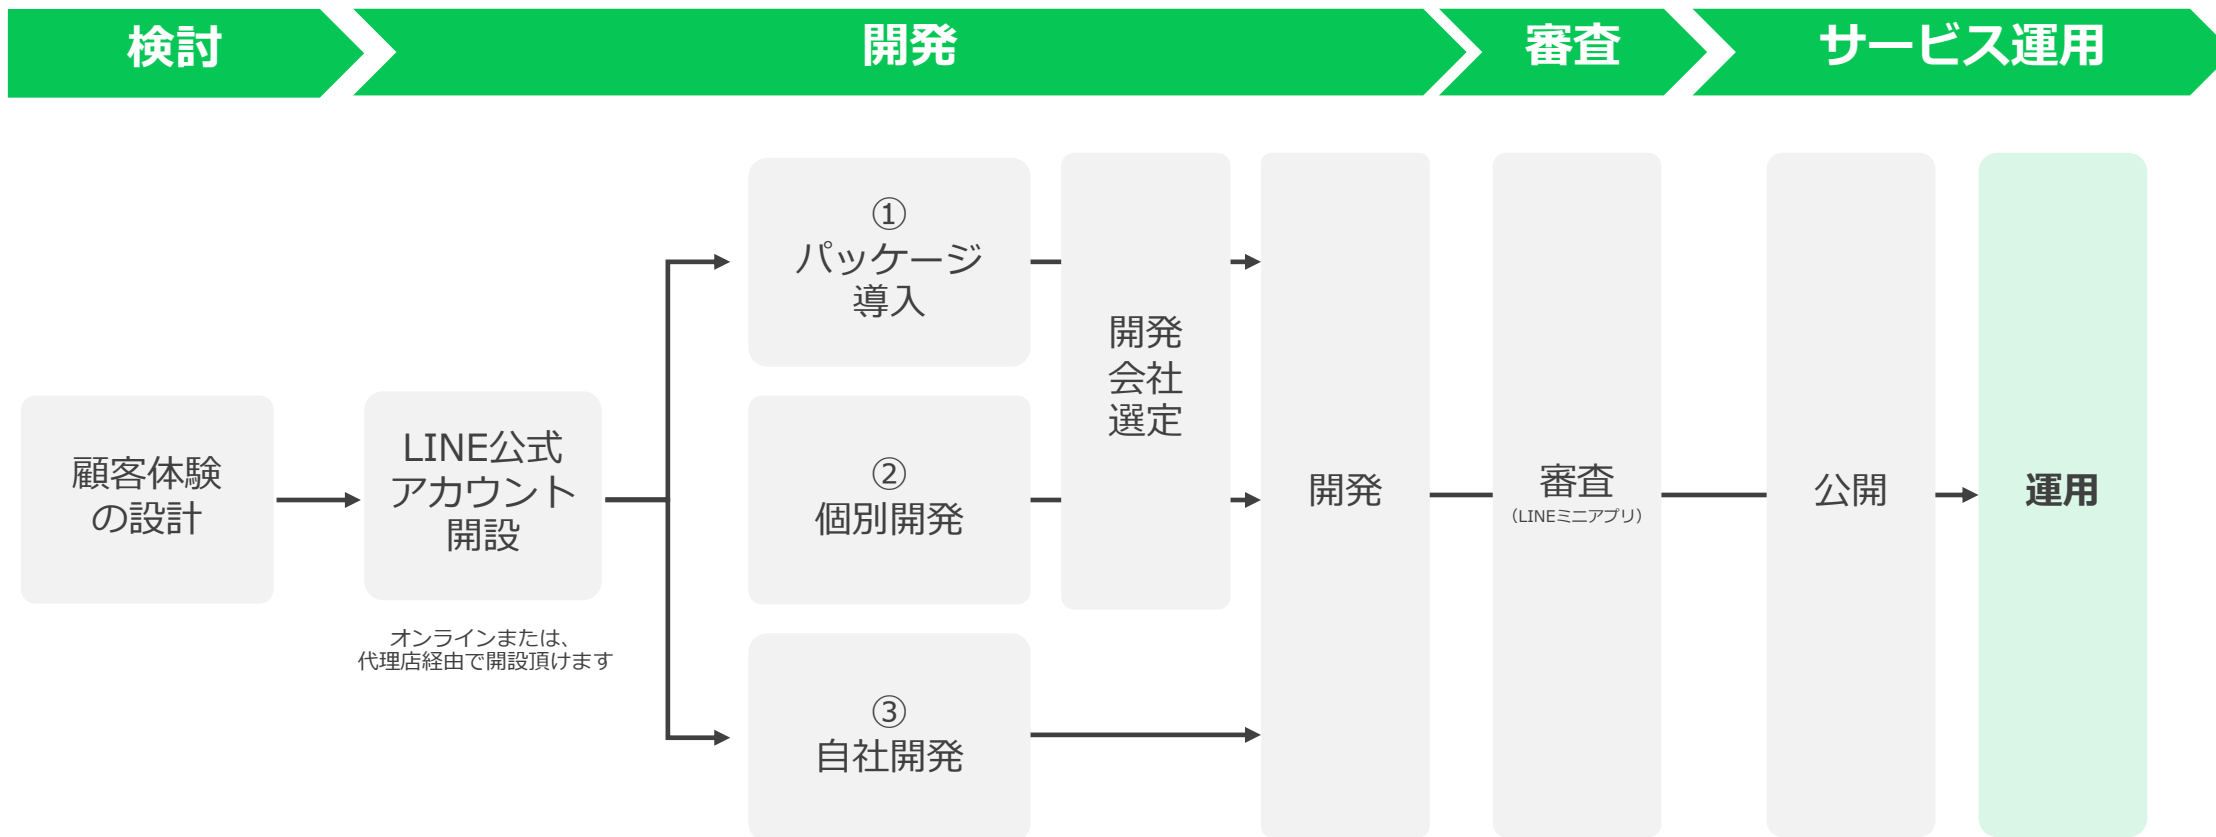 検討
開発
審査
サービス運用
顧客体験
の設計
LINE公式
アカウント
開設
オンラインまたは、
代理店経由で開設頂けます
①
パッケージ
導入
②
個別開発
③
自社開発
開発
会社
選定
開発
審査
（LINEミニアプリ）
公開
運用